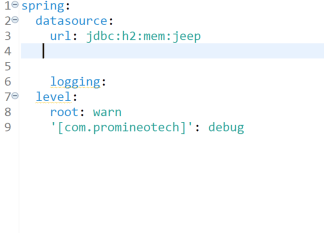 1 spring:
2 datasource:
3 url: jdbc:h2:mem:jeep
4
5
6 logging:
7 level:
8 root: warn
9 '[com.promineotech]': debug